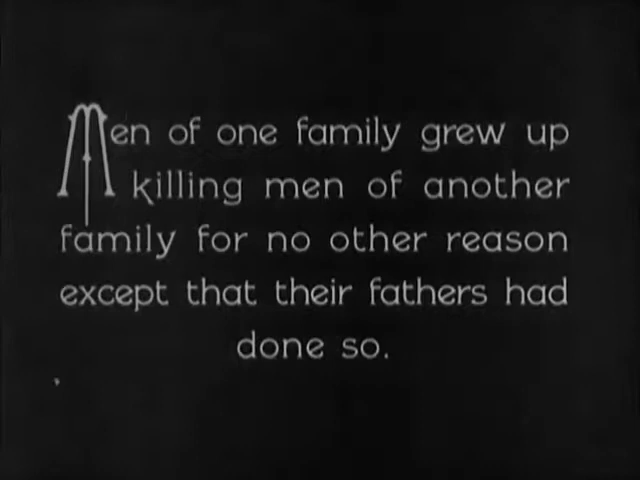 Men of one family grew up
killing men of another
family for no other reason
except that their fathers had
done so.